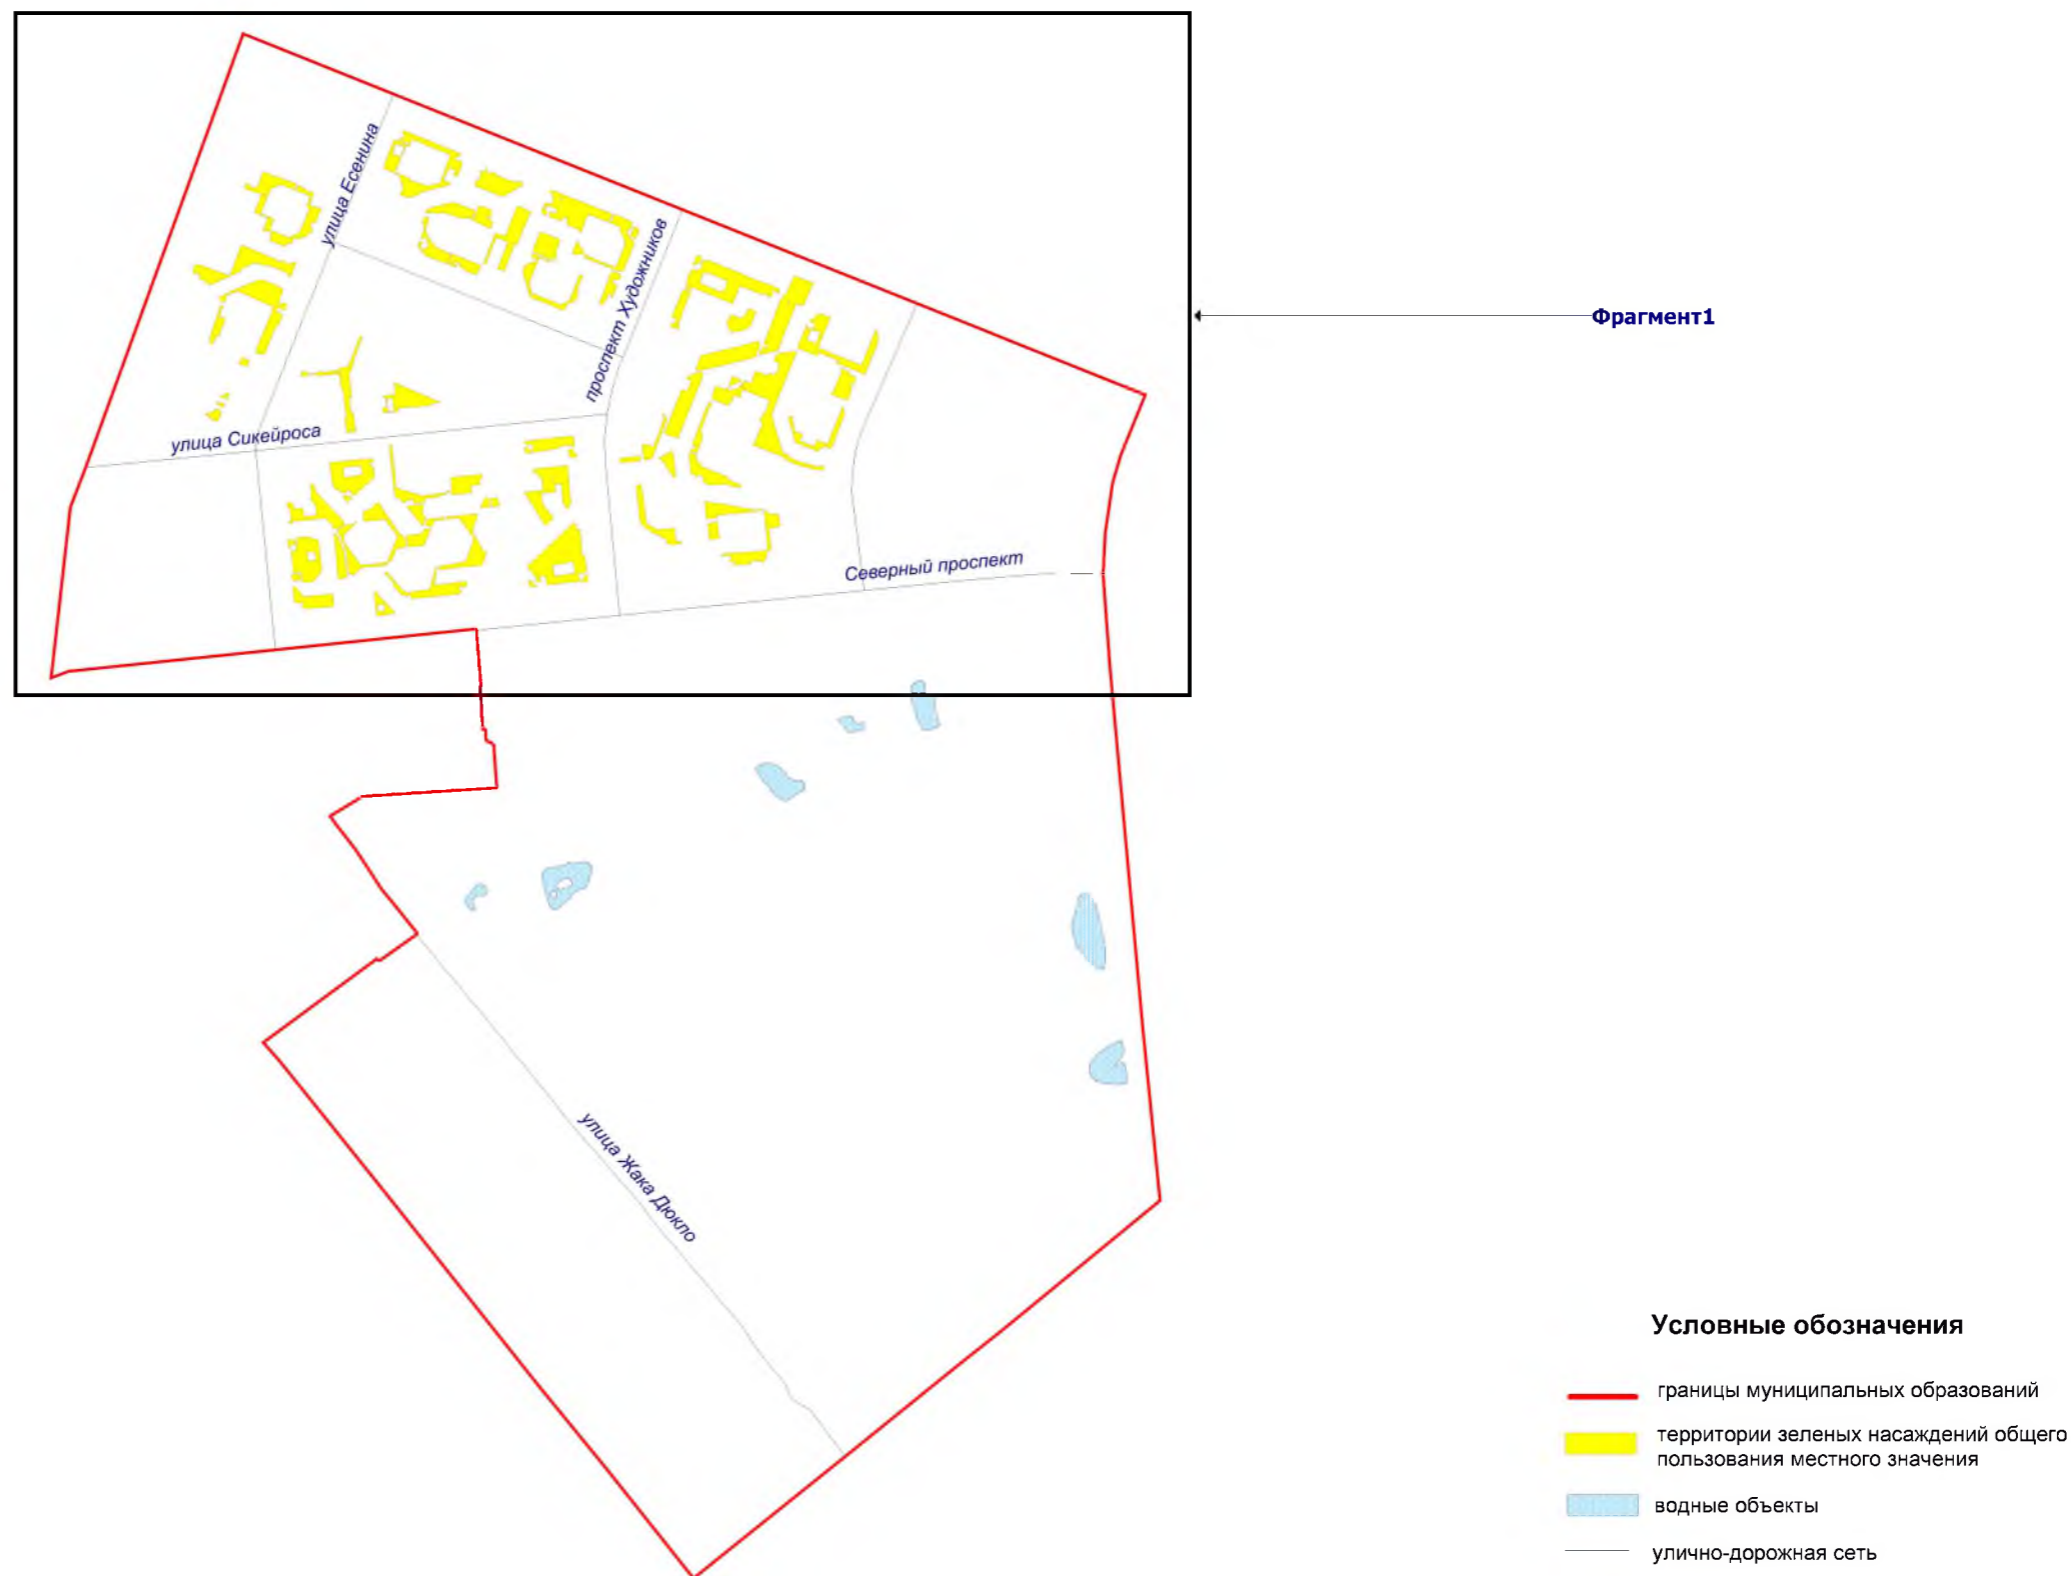 улица Есенина
проспект Художников
Фрагмент1
улица Сикейроса
Северный проспект
улица Жака Дюкло
Условные обозначения
границы муниципальных образований
территории зеленых насаждений общего
пользования местного значения
водные объекты
улично-дорожная сеть